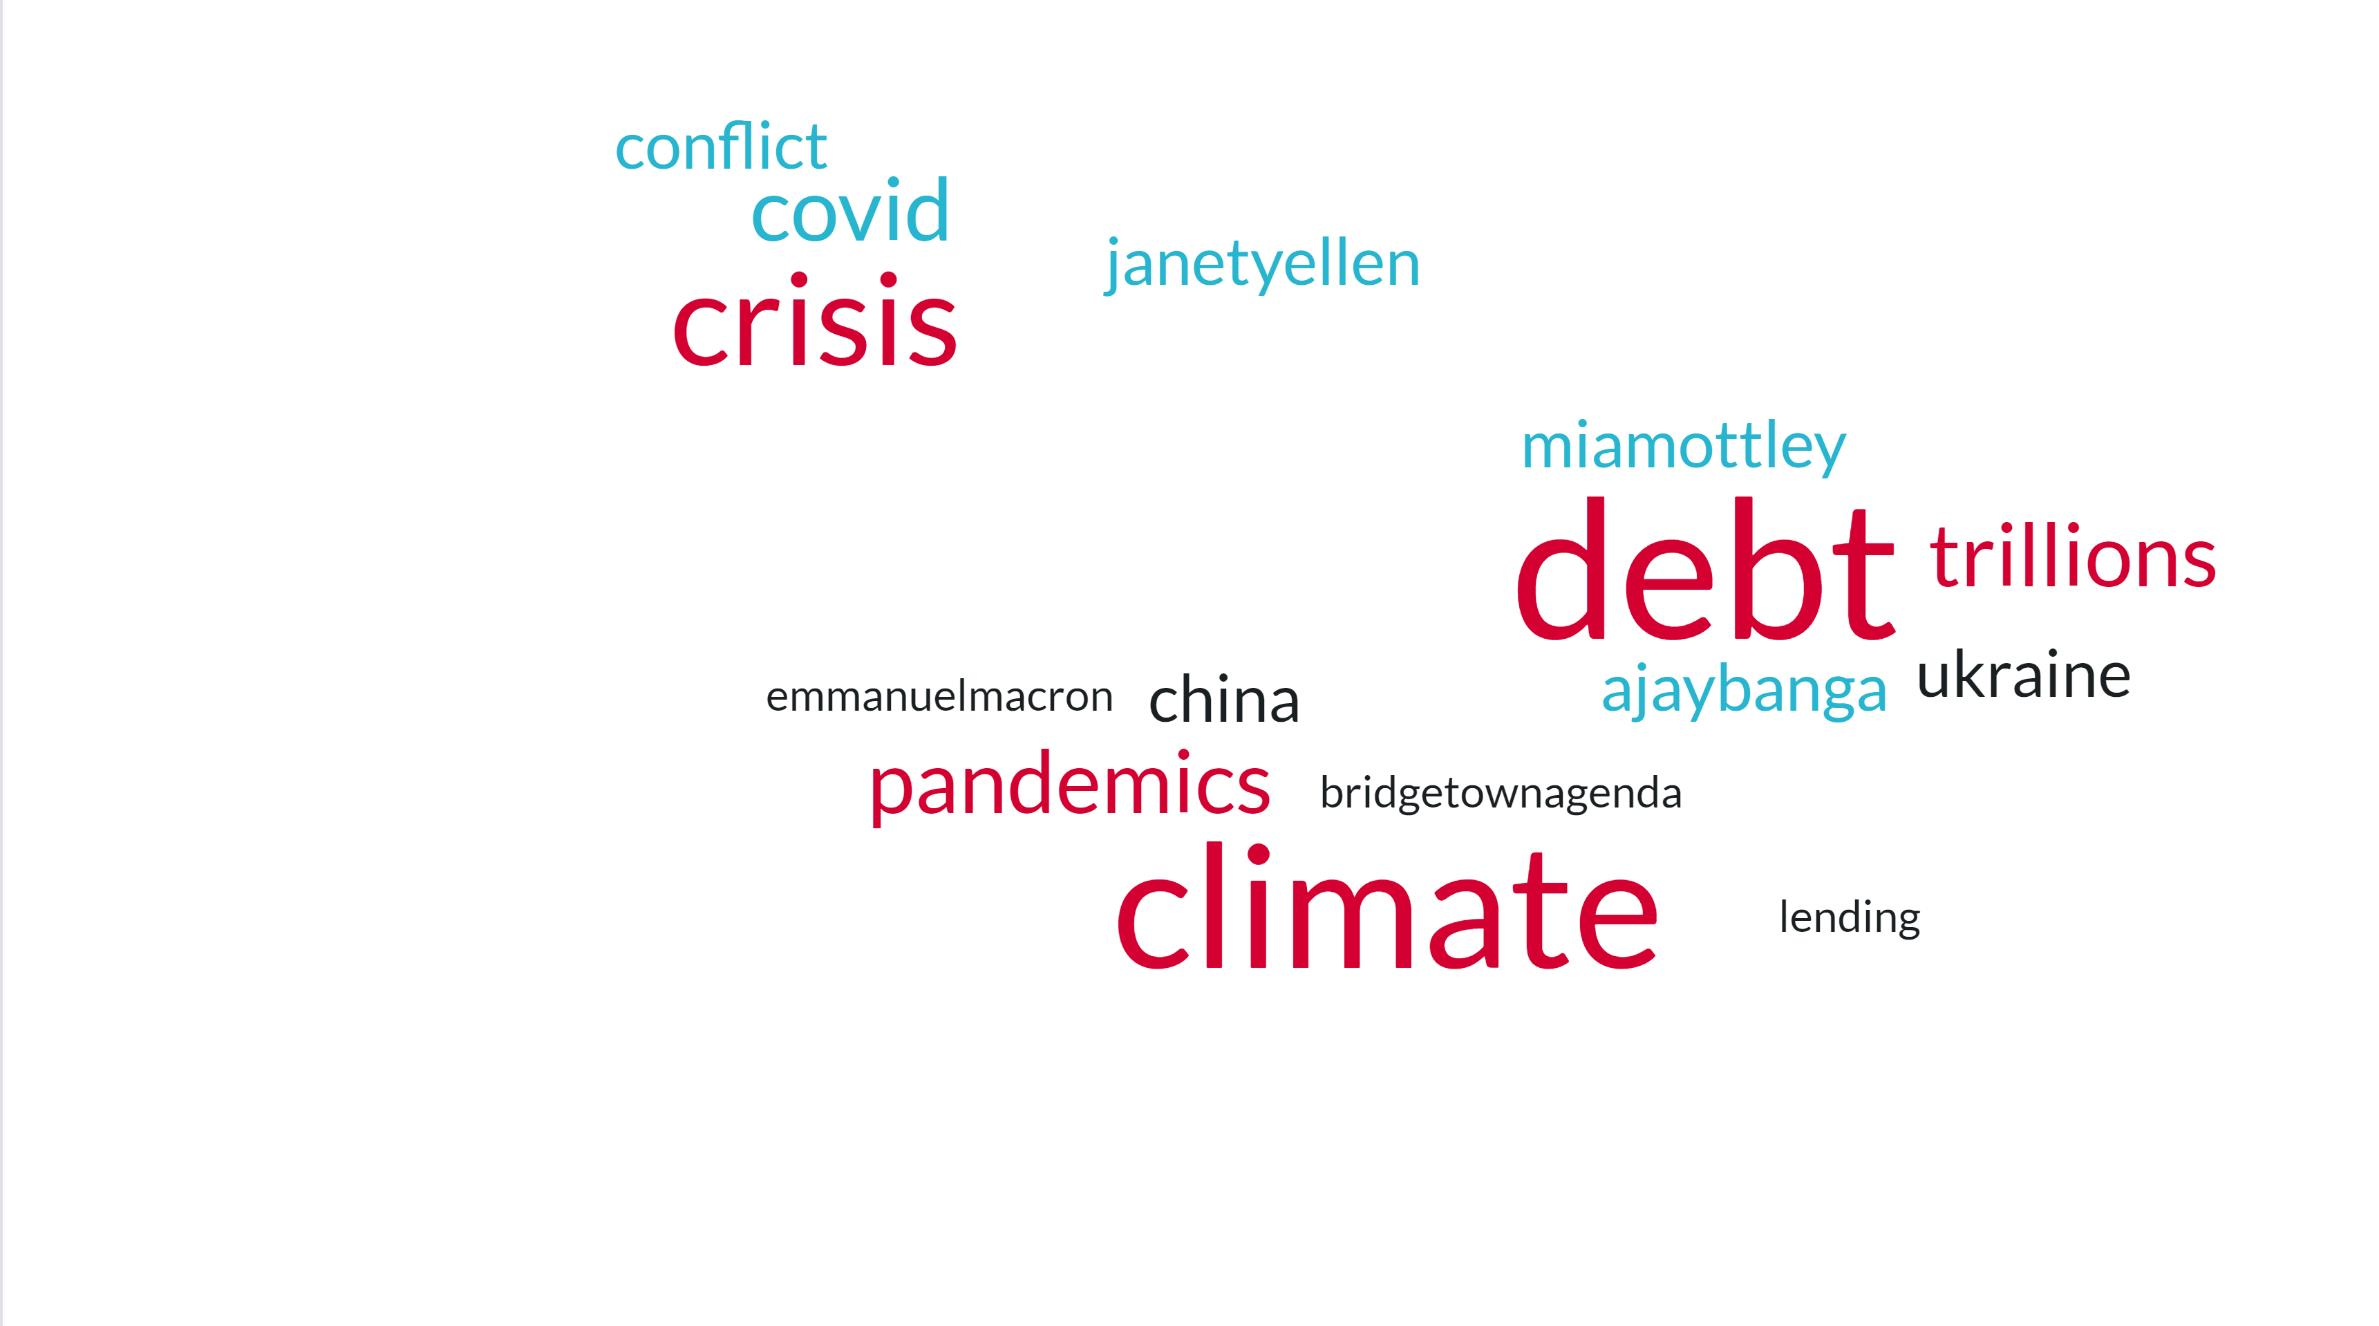 conflict
covid
janetyellen
crisis
miamottley
debt
trillions
ajaybanga
ukraine
emmanuelmacron
china
pandemics
bridgetownagenda
climate
lending